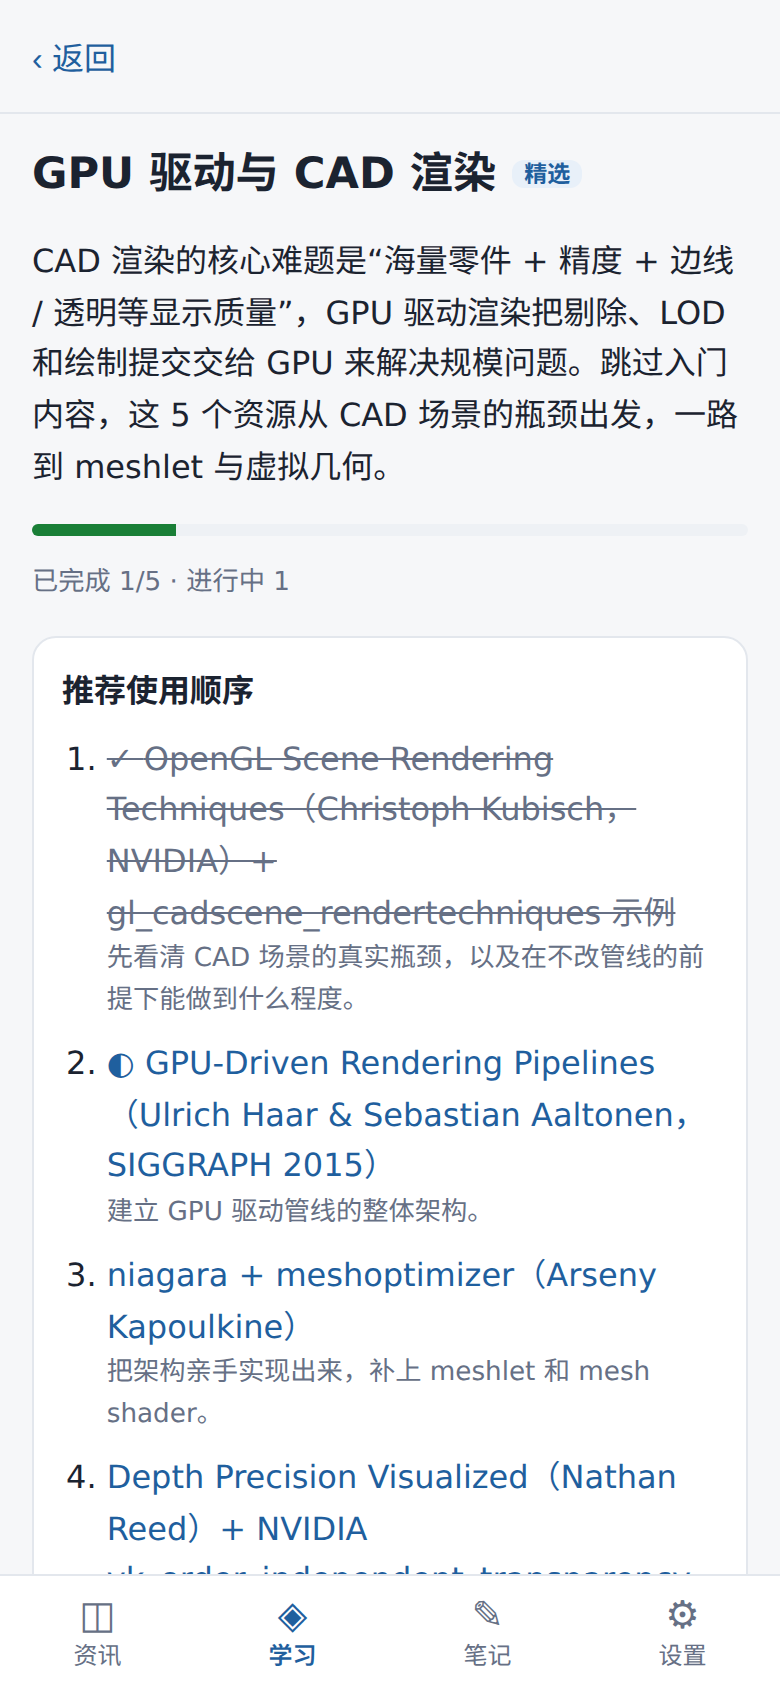 ‹ 返回
GPU 驱动与 CAD 渲染 精选
CAD 渲染的核心难题是“海量零件 + 精度 + 边线
/ 透明等显示质量”，GPU 驱动渲染把剔除、LOD
和绘制提交交给 GPU 来解决规模问题。跳过入门
内容，这 5 个资源从 CAD 场景的瓶颈出发，一路
到 meshlet 与虚拟几何。
已完成 1/5 · 进行中 1
推荐使用顺序
1. ✓ OpenGL Scene Rendering
Techniques（Christoph Kubisch，
NVIDIA）+
gl_cadscene_rendertechniques 示例
先看清 CAD 场景的真实瓶颈，以及在不改管线的前
提下能做到什么程度。
2. ◐ GPU-Driven Rendering Pipelines
（Ulrich Haar & Sebastian Aaltonen，
SIGGRAPH 2015）
建立 GPU 驱动管线的整体架构。
3. niagara + meshoptimizer（Arseny
Kapoulkine）
把架构亲手实现出来，补上 meshlet 和 mesh
shader。
4. Depth Precision Visualized（Nathan
Reed）+ NVIDIA
vk_order_independent_transparency
资讯
学习
笔记
设置